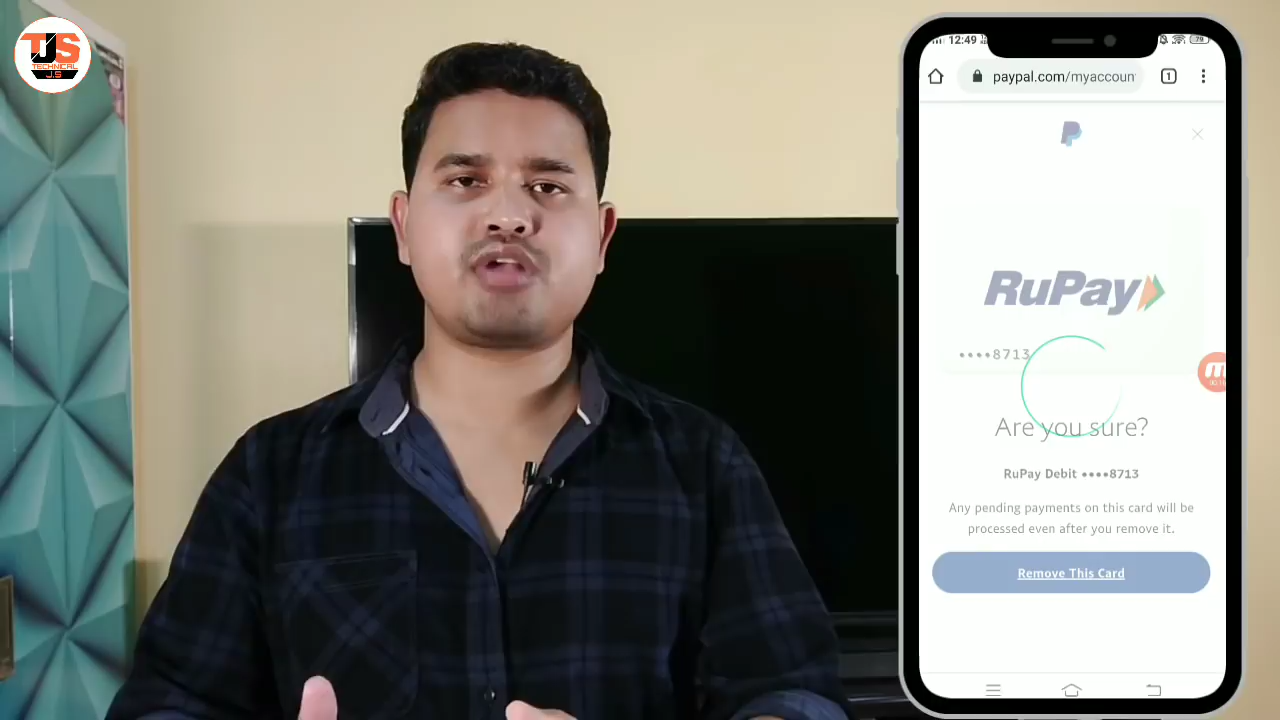 TJS
TECHNICAL
J.S
12:49
79
paypal.com/myaccoun
1
RuPay
••••8713
Are you sure?
RuPay Debit ••••8713
Any pending payments on this card will be
processed even after you remove it.
Remove This Card